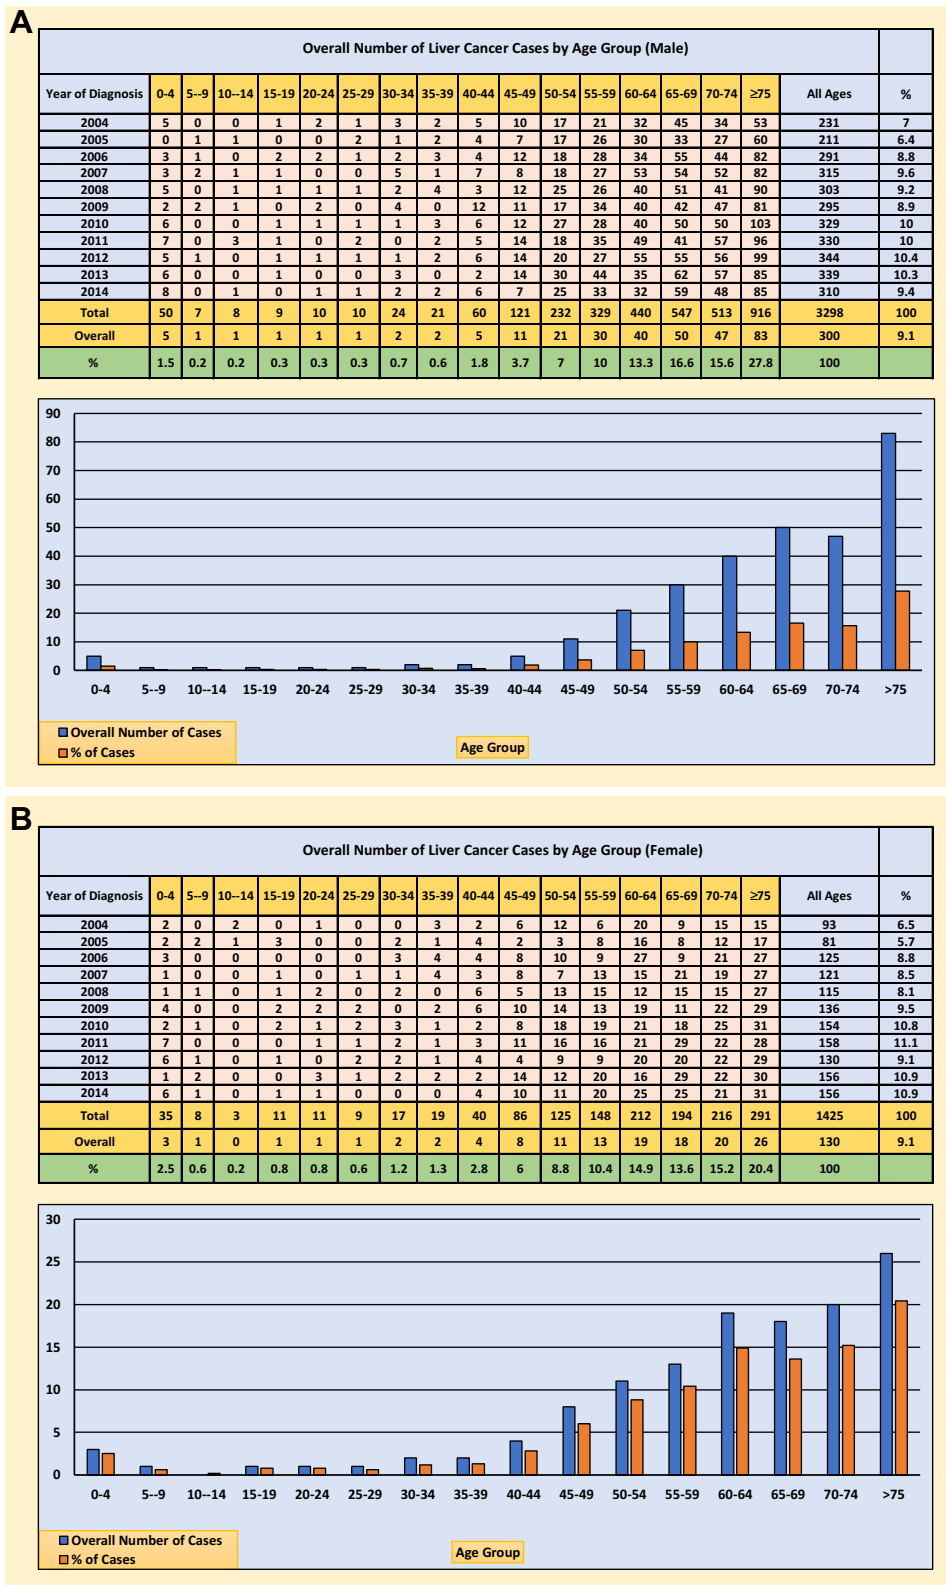 A
Overall Number of Liver Cancer Cases by Age Group (Male)
Year of Diagnosis 0-4 5--9 10--14 15-19 20-24 25-29 30-34 35-39 40-44 45-49 50-54 55-59 60-64 65-69 70-74 ≥75 All Ages %
2004 5 0 0 1 2 1 3 2 5 10 17 21 32 45 34 53 231 7
2005 0 1 1 0 0 2 1 2 4 7 17 26 30 33 27 60 211 6.4
2006 3 1 0 2 2 1 2 3 4 12 18 28 34 55 44 82 291 8.8
2007 3 2 1 1 0 0 5 1 7 8 18 27 53 54 52 82 315 9.6
2008 5 0 1 1 1 1 2 4 3 12 25 26 40 51 41 90 303 9.2
2009 2 2 1 0 2 0 4 0 12 11 17 34 40 42 47 81 295 8.9
2010 6 0 0 1 1 1 1 3 6 12 27 28 40 50 50 103 329 10
2011 7 0 3 1 0 2 0 2 5 14 18 35 49 41 57 96 330 10
2012 5 1 0 1 1 1 1 2 6 14 20 27 55 55 56 99 344 10.4
2013 6 0 0 1 0 0 3 0 2 14 30 44 35 62 57 85 339 10.3
2014 8 0 1 0 1 1 2 2 6 7 25 33 32 59 48 85 310 9.4
Total 50 7 8 9 10 10 24 21 60 121 232 329 440 547 513 916 3298 100
Overall 5 1 1 1 1 1 2 2 5 11 21 30 40 50 47 83 300 9.1
% 1.5 0.2 0.2 0.3 0.3 0.3 0.7 0.6 1.8 3.7 7 10 13.3 16.6 15.6 27.8 100
90
80
70
60
50
40
30
20
10
0
0-4 5--9 10--14 15-19 20-24 25-29 30-34 35-39 40-44 45-49 50-54 55-59 60-64 65-69 70-74 >75
Overall Number of Cases
% of Cases
Age Group
B
Overall Number of Liver Cancer Cases by Age Group (Female)
Year of Diagnosis 0-4 5--9 10--14 15-19 20-24 25-29 30-34 35-39 40-44 45-49 50-54 55-59 60-64 65-69 70-74 ≥75 All Ages %
2004 2 0 2 0 1 0 0 3 2 6 12 6 20 9 15 15 93 6.5
2005 2 2 1 3 0 0 2 1 4 2 3 8 16 8 12 17 81 5.7
2006 3 0 0 0 0 0 3 4 4 8 10 9 27 9 21 27 125 8.8
2007 1 0 0 1 0 1 1 4 3 8 7 13 15 21 19 27 121 8.5
2008 1 1 0 1 2 0 2 0 6 5 13 15 12 15 15 27 115 8.1
2009 4 0 0 2 2 2 0 2 6 10 14 13 19 11 22 29 136 9.5
2010 2 1 0 2 1 2 3 1 2 8 18 19 21 18 25 31 154 10.8
2011 7 0 0 0 1 1 2 1 3 11 16 16 21 29 22 28 158 11.1
2012 6 1 0 1 0 2 2 1 4 4 9 9 20 20 22 29 130 9.1
2013 1 2 0 0 3 1 2 2 2 14 12 20 16 29 22 30 156 10.9
2014 6 1 0 1 1 0 0 0 4 10 11 20 25 25 21 31 156 10.9
Total 35 8 3 11 11 9 17 19 40 86 125 148 212 194 216 291 1425 100
Overall 3 1 0 1 1 1 2 2 4 8 11 13 19 18 20 26 130 9.1
% 2.5 0.6 0.2 0.8 0.8 0.6 1.2 1.3 2.8 6 8.8 10.4 14.9 13.6 15.2 20.4 100
30
25
20
15
10
5
0
0-4 5--9 10--14 15-19 20-24 25-29 30-34 35-39 40-44 45-49 50-54 55-59 60-64 65-69 70-74 >75
Overall Number of Cases
% of Cases
Age Group